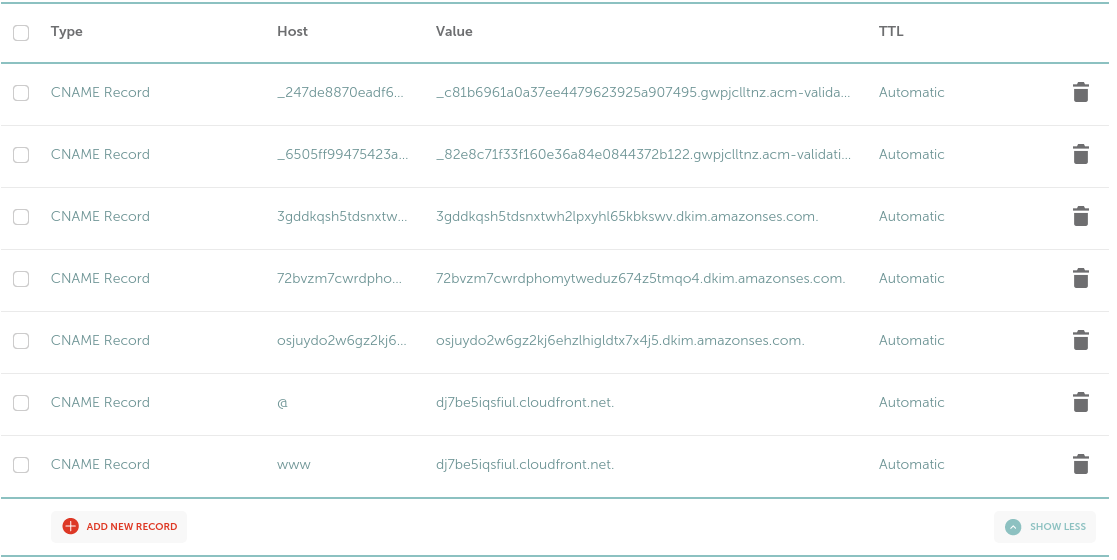 Type Host Value TTL
CNAME Record _247de8870eadf6... _c81b6961a0a37ee4479623925a907495.gwpjclltnz.acm-valida... Automatic
CNAME Record _6505ff99475423a... _82e8c71f33f160e36a84e0844372b122.gwpjclltnz.acm-validati... Automatic
CNAME Record 3gddkqsh5tdsnxtw... 3gddkqsh5tdsnxtwh2lpxyhl65kbkswv.dkim.amazonses.com. Automatic
CNAME Record 72bvzm7cwrdpho... 72bvzm7cwrdphomytweduz674z5tmqo4.dkim.amazonses.com. Automatic
CNAME Record osjuydo2w6gz2kj6... osjuydo2w6gz2kj6ehzlhigldtx7x4j5.dkim.amazonses.com. Automatic
CNAME Record @ dj7be5iqsfiul.cloudfront.net. Automatic
CNAME Record www dj7be5iqsfiul.cloudfront.net. Automatic
ADD NEW RECORD SHOW LESS